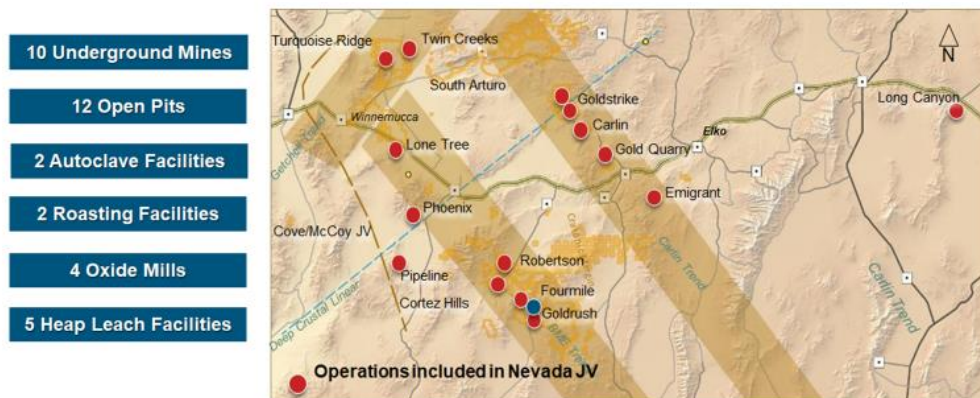 10 Underground Mines
12 Open Pits
2 Autoclave Facilities
2 Roasting Facilities
4 Oxide Mills
5 Heap Leach Facilities
Turquoise Ridge
Twin Creeks
N
South Arturo
Goldstrike
Long Canyon
Winnemucca
Carlin
Elko
Getchell Trend
Lone Tree
Gold Quarry
Emigrant
Phoenix
Cove/McCoy JV
Carlin Trend
Robertson
Pipeline
Cortez Hills
Fourmile
Goldrush
Carlin Trend
Deep Crustal Linear
Operations included in Nevada JV